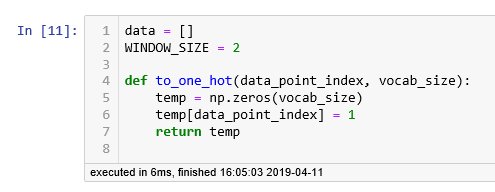 In [11]:
1 data = []
2 WINDOW_SIZE = 2
3
4 def to_one_hot(data_point_index, vocab_size):
5     temp = np.zeros(vocab_size)
6     temp[data_point_index] = 1
7     return temp
8
executed in 6ms, finished 16:05:03 2019-04-11